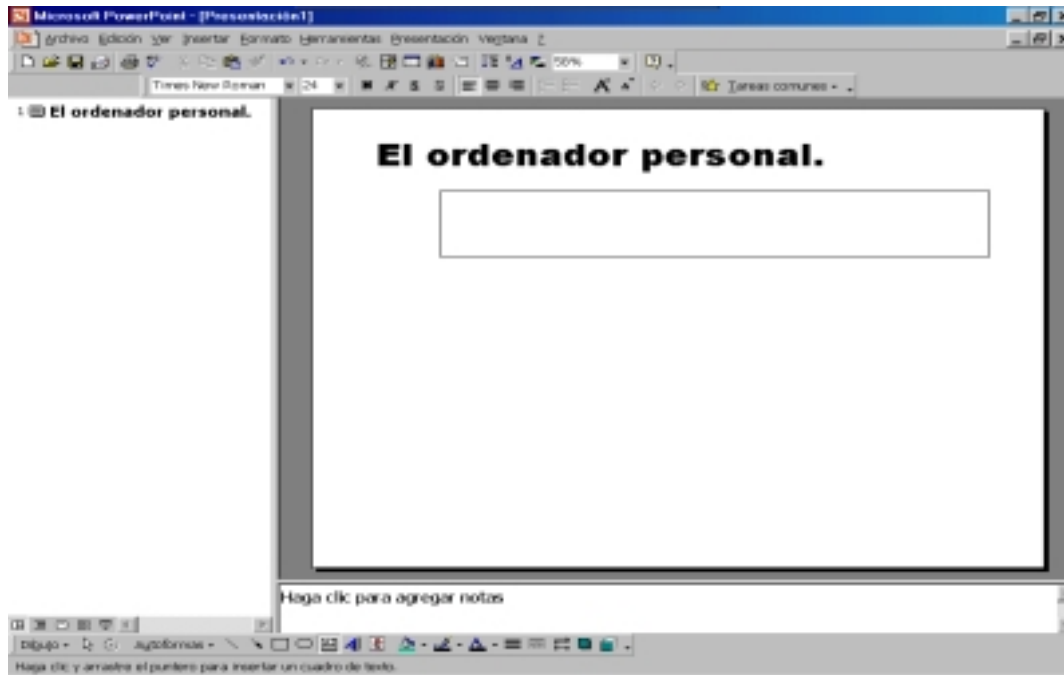 Microsoft PowerPoint - [Presentación1]
Archivo Edición Ver Insertar Formato Herramientas Presentación Ventana ?
56%
Times New Roman 24 N K S S Tareas comunes
1 El ordenador personal.
El ordenador personal.
Haga clic para agregar notas
Dibujo Autoformas
Haga clic y arrastre el puntero para insertar un cuadro de texto.